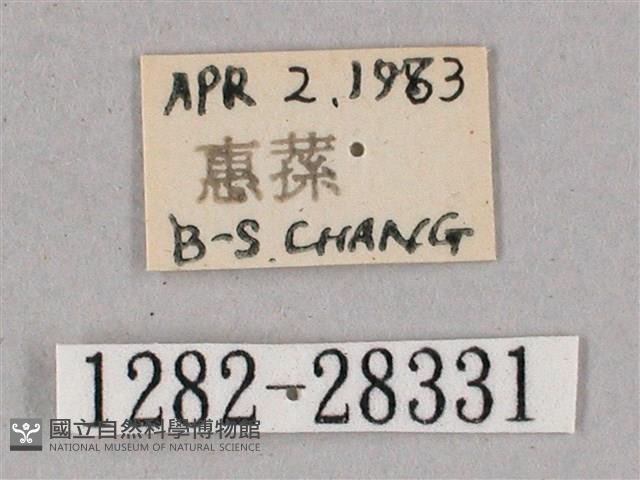 APR 2. 1983
惠蓀
B-S. CHANG
1282-28331
國立自然科學博物館
NATIONAL MUSEUM OF NATURAL SCIENCE